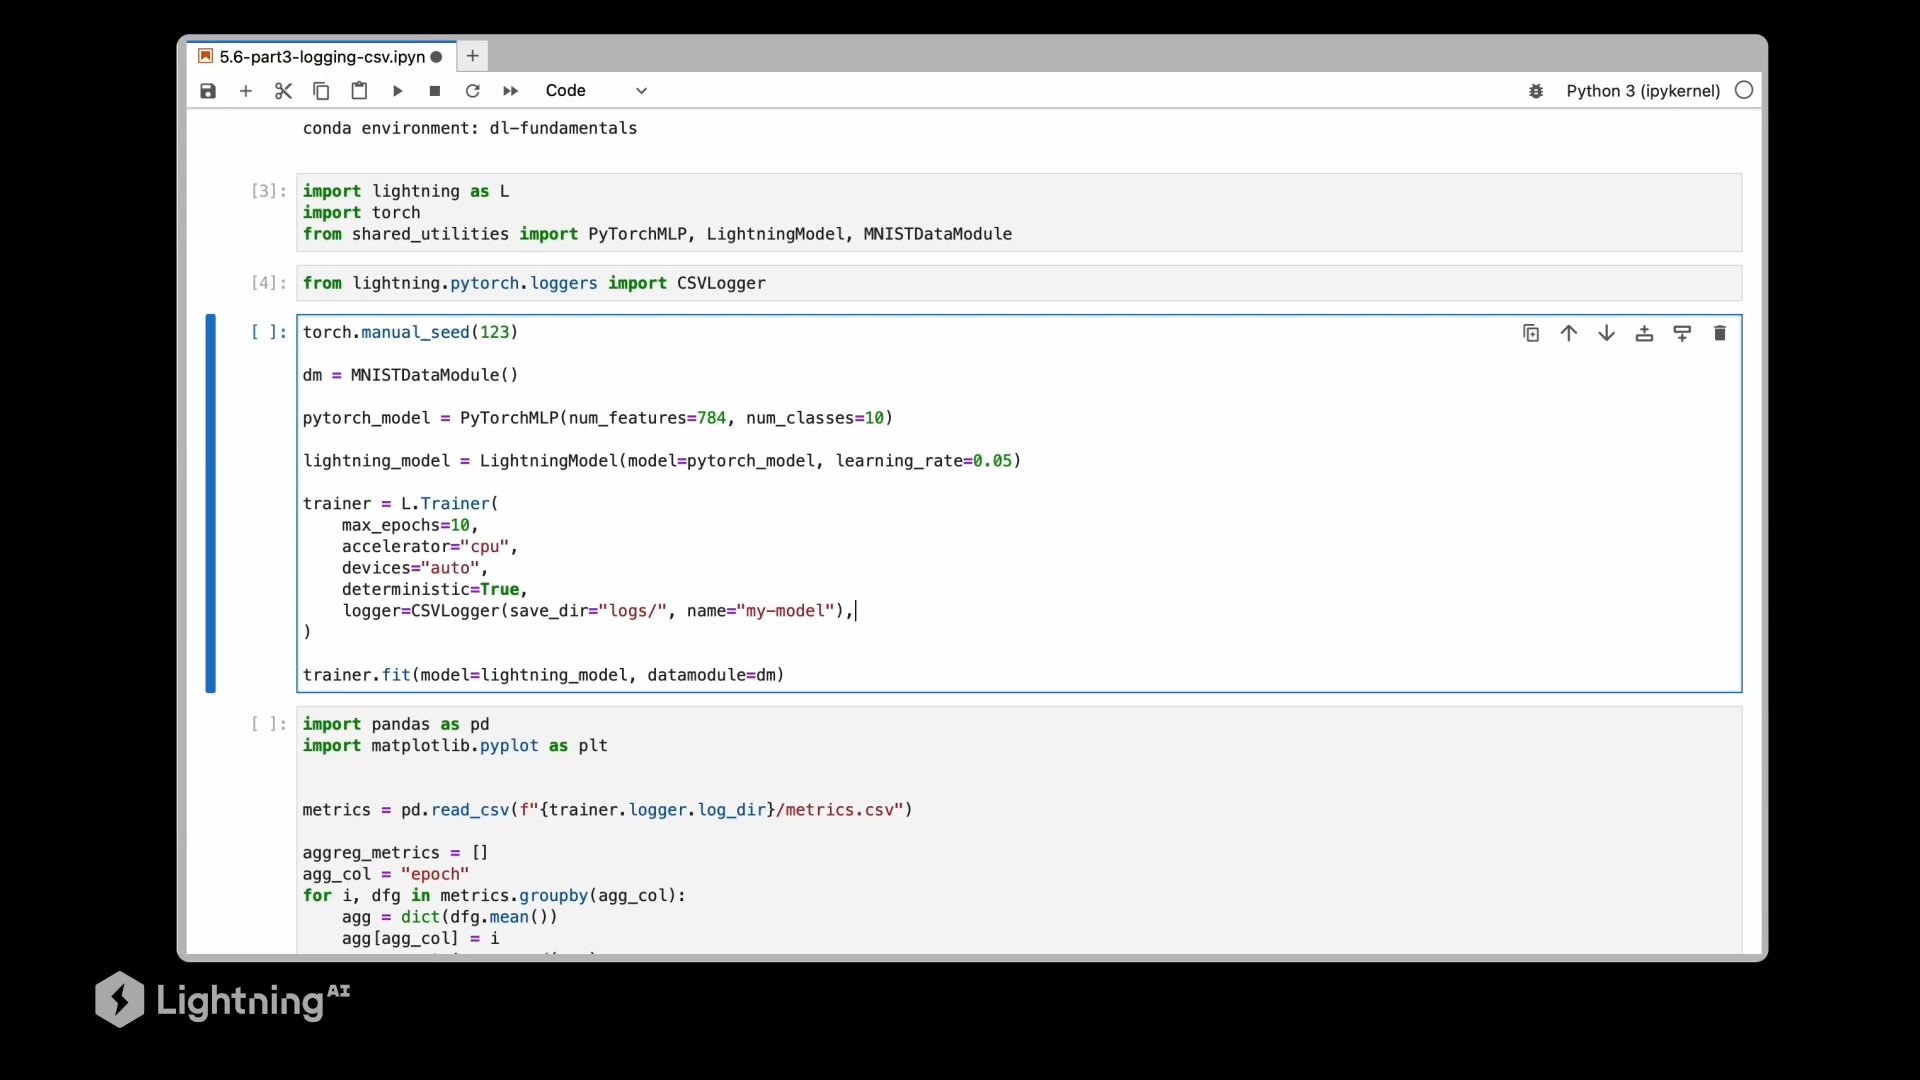 5.6-part3-logging-csv.ipyn
Code
Python 3 (ipykernel)
conda environment: dl-fundamentals
[3]:
import lightning as L
import torch
from shared_utilities import PyTorchMLP, LightningModel, MNISTDataModule
[4]:
from lightning.pytorch.loggers import CSVLogger
[ ]:
torch.manual_seed(123)
dm = MNISTDataModule()
pytorch_model = PyTorchMLP(num_features=784, num_classes=10)
lightning_model = LightningModel(model=pytorch_model, learning_rate=0.05)
trainer = L.Trainer(
    max_epochs=10,
    accelerator="cpu",
    devices="auto",
    deterministic=True,
    logger=CSVLogger(save_dir="logs/", name="my-model"),
)
trainer.fit(model=lightning_model, datamodule=dm)
[ ]:
import pandas as pd
import matplotlib.pyplot as plt
metrics = pd.read_csv(f"{trainer.logger.log_dir}/metrics.csv")
aggreg_metrics = []
agg_col = "epoch"
for i, dfg in metrics.groupby(agg_col):
    agg = dict(dfg.mean())
    agg[agg_col] = i
Lightning AI